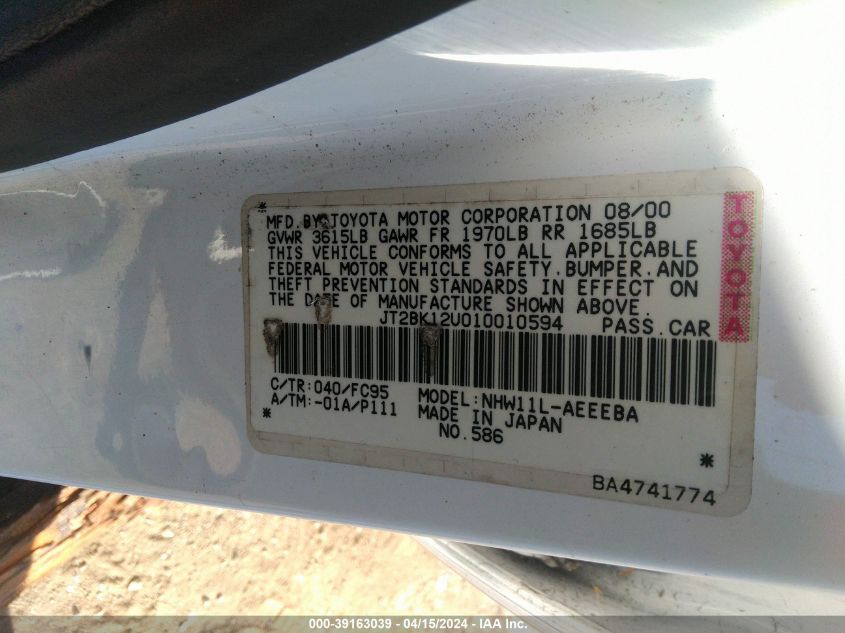 *
MFD.BY:TOYOTA MOTOR CORPORATION 08/00
GVWR 3615LB GAWR FR 1970LB RR 1685LB
THIS VEHICLE CONFORMS TO ALL APPLICABLE
FEDERAL MOTOR VEHICLE SAFETY.BUMPER.AND
THEFT PREVENTION STANDARDS IN EFFECT ON
THE DATE OF MANUFACTURE SHOWN ABOVE.
JT2BK12U010010594 PASS.CAR
TOYOTA
C/TR:040/FC95 MODEL:NHW11L-AEEEBA
A/TM:-01A/P111 MADE IN JAPAN
* NO.586
*
BA4741774
000-39163039 - 04/15/2024 - IAA Inc.